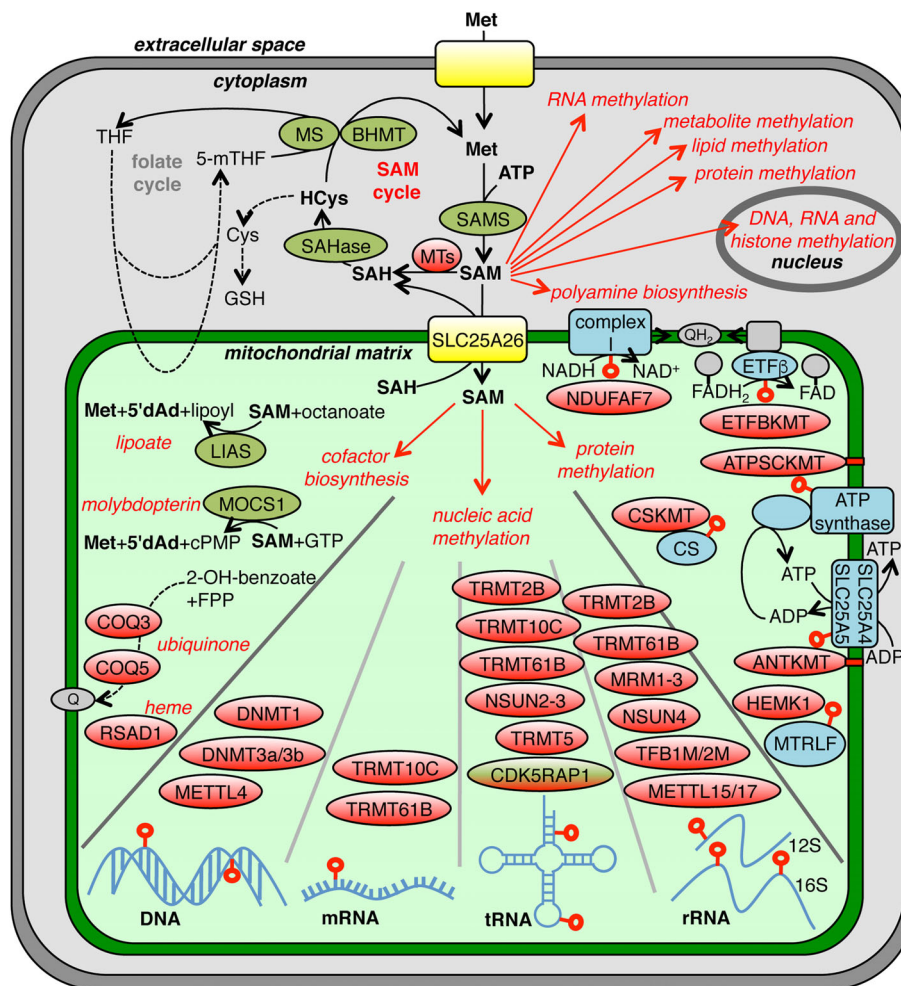 Met
extracellular space
cytoplasm
RNA methylation
metabolite methylation
lipid methylation
protein methylation
DNA, RNA and
histone methylation
nucleus
polyamine biosynthesis
THF
folate
cycle
5-mTHF
MS
BHMT
SAM
cycle
Met
ATP
SAMS
HCys
Cys
GSH
SAHase
SAH
MTs
SAM
SLC25A26
mitochondrial matrix
SAH
SAM
complex
I
QH2
NADH
NAD+
NDUFAF7
ETFβ
FADH2
FAD
ETFBKMT
ATPSCKMT
ATP
synthase
Met+5'dAd+lipoyl
SAM+octanoate
lipoate
LIAS
molybdopterin
MOCS1
Met+5'dAd+cPMP
SAM+GTP
2-OH-benzoate
+FPP
COQ3
ubiquinone
COQ5
Q
heme
RSAD1
cofactor
biosynthesis
nucleic acid
methylation
protein
methylation
CSKMT
CS
ATP
ADP
ATP
SLC25A4
SLC25A5
ADP
ANTKMT
HEMK1
MTRLF
DNMT1
DNMT3a/3b
METTL4
TRMT10C
TRMT61B
TRMT2B
TRMT10C
TRMT61B
NSUN2-3
TRMT5
CDK5RAP1
TRMT2B
TRMT61B
MRM1-3
NSUN4
TFB1M/2M
METTL15/17
12S
16S
DNA
mRNA
tRNA
rRNA